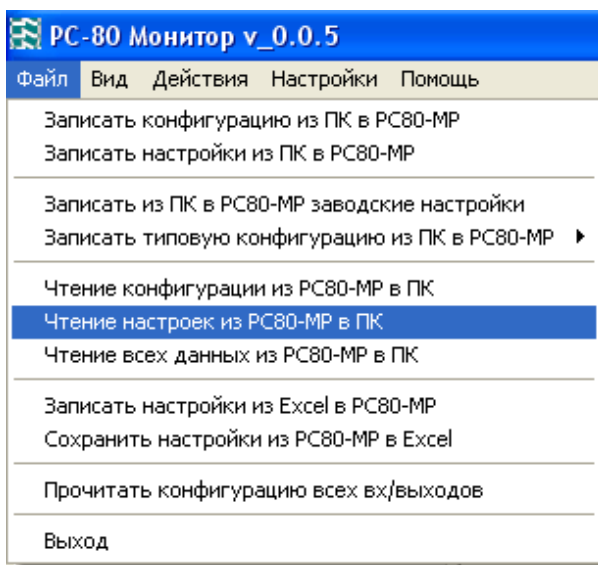 РС-80 Монитор v_0.0.5
Файл Вид Действия Настройки Помощь
Записать конфигурацию из ПК в РС80-МР
Записать настройки из ПК в РС80-МР
Записать из ПК в РС80-МР заводские настройки
Записать типовую конфигурацию из ПК в РС80-МР
Чтение конфигурации из РС80-МР в ПК
Чтение настроек из РС80-МР в ПК
Чтение всех данных из РС80-МР в ПК
Записать настройки из Excel в РС80-МР
Сохранить настройки из РС80-МР в Excel
Прочитать конфигурацию всех вх/выходов
Выход